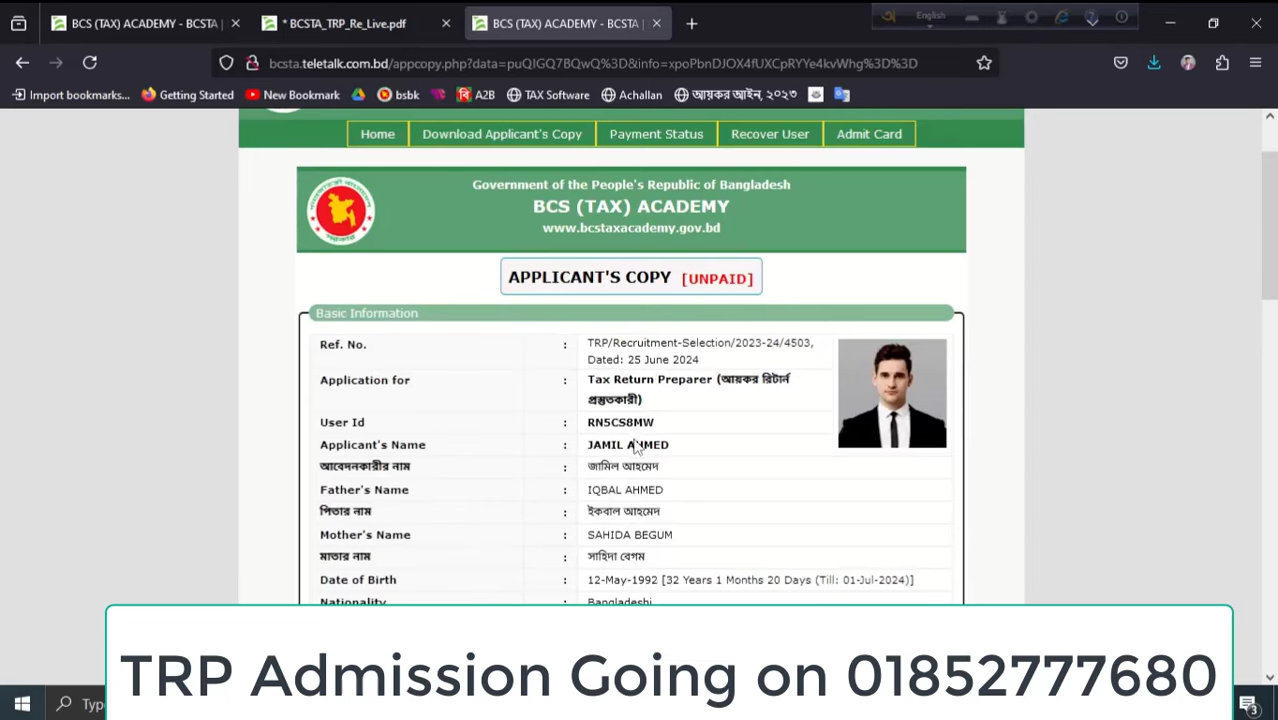 BCS (TAX) ACADEMY - BCSTA
* BCSTA_TRP_Re_Live.pdf
BCS (TAX) ACADEMY - BCSTA
English
bcsta.teletalk.com.bd/appcopy.php?data=puQIGQ7BQwQ%3D&info=xpoPbnDJOX4fUXCpRYYe4kvWhg%3D%3D
Import bookmarks...
Getting Started
New Bookmark
bsbk
A2B
TAX Software
Achallan
আয়কর আইন, ২০২৩
Home
Download Applicant's Copy
Payment Status
Recover User
Admit Card
Government of the People's Republic of Bangladesh
BCS (TAX) ACADEMY
www.bcstaxacademy.gov.bd
APPLICANT'S COPY [UNPAID]
Basic Information
Ref. No. : TRP/Recruitment-Selection/2023-24/4503,
Dated: 25 June 2024
Application for : Tax Return Preparer (আয়কর রিটার্ন
প্রস্তুতকারী)
User Id : RN5CS8MW
Applicant's Name : JAMIL AHMED
আবেদনকারীর নাম : জামিল আহমেদ
Father's Name : IQBAL AHMED
পিতার নাম : ইকবাল আহমেদ
Mother's Name : SAHIDA BEGUM
মাতার নাম : সাহিদা বেগম
Date of Birth : 12-May-1992 [32 Years 1 Months 20 Days (Till: 01-Jul-2024)]
Nationality : Bangladeshi
TRP Admission Going on 01852777680
Typ
3